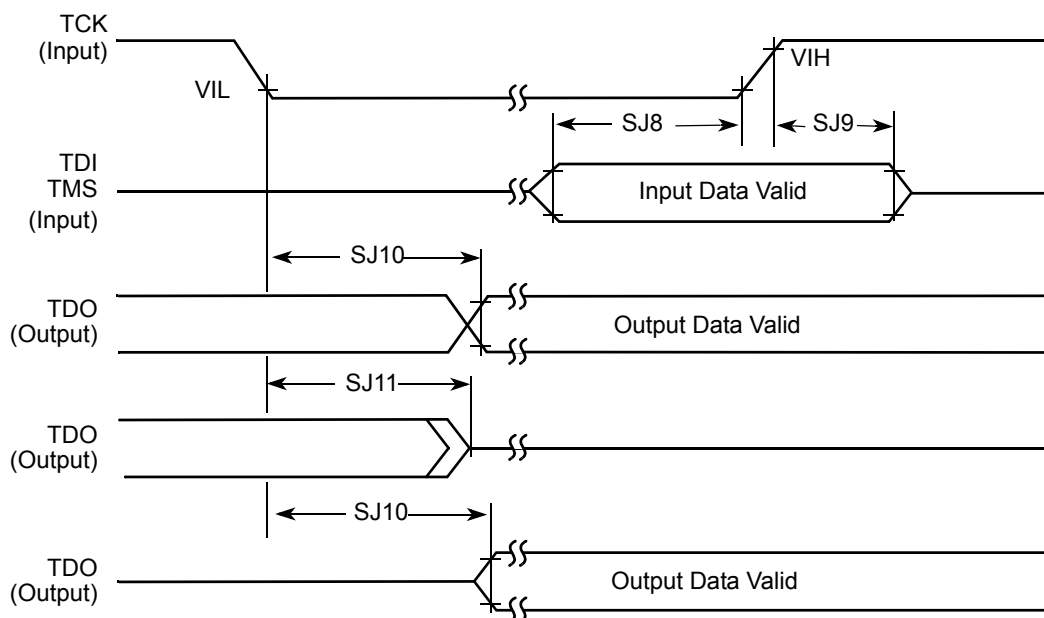 TCK
(Input)
VIH
VIL
SJ8
SJ9
TDI
TMS
(Input)
Input Data Valid
SJ10
TDO
(Output)
Output Data Valid
SJ11
TDO
(Output)
SJ10
TDO
(Output)
Output Data Valid